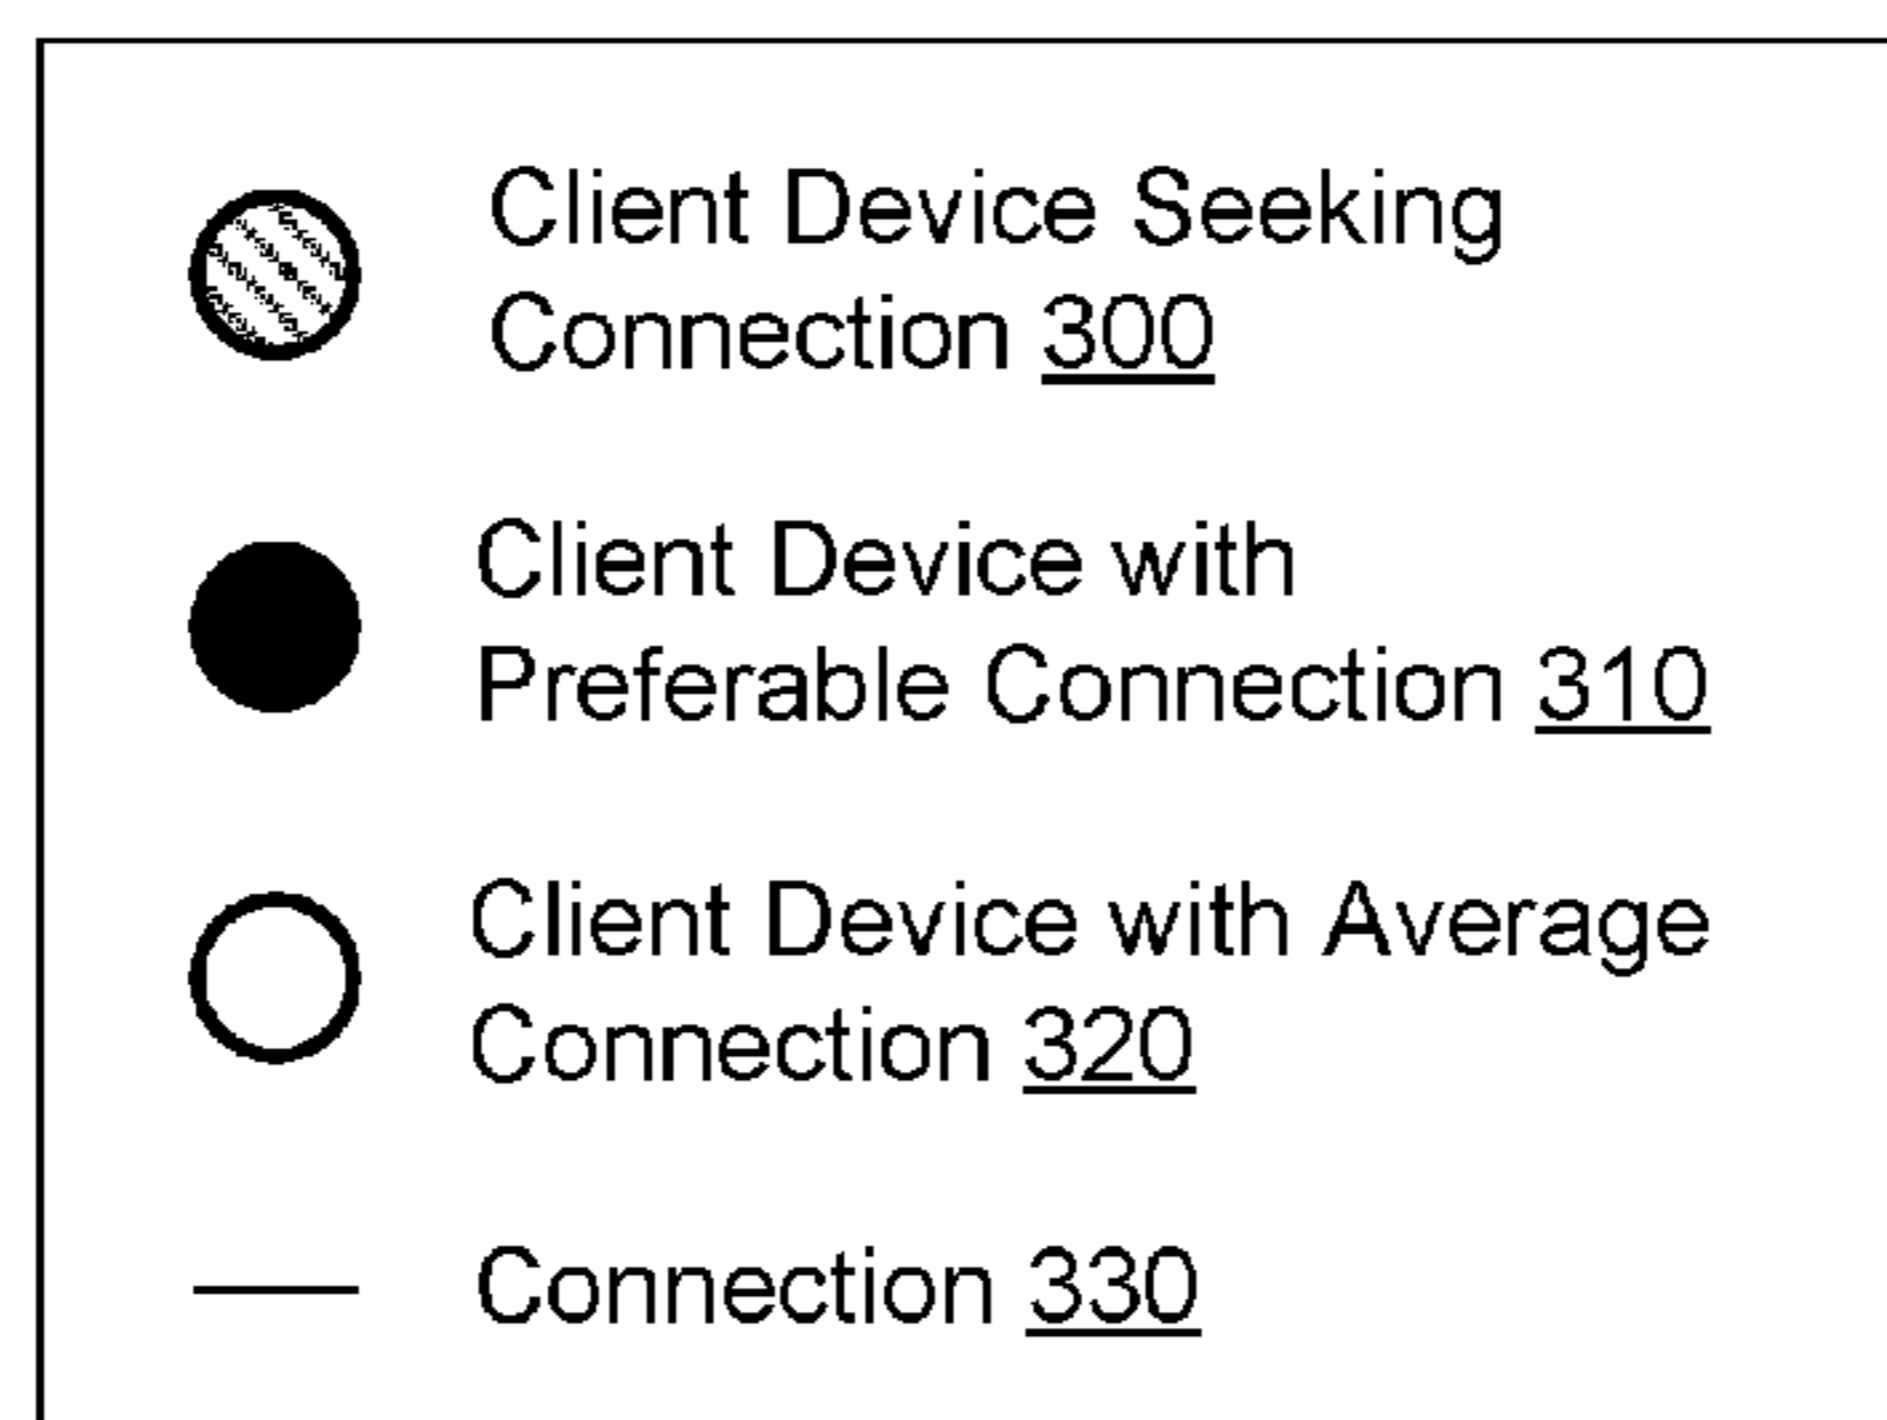 Client Device Seeking
Connection 300
Client Device with
Preferable Connection 310
Client Device with Average
Connection 320
Connection 330